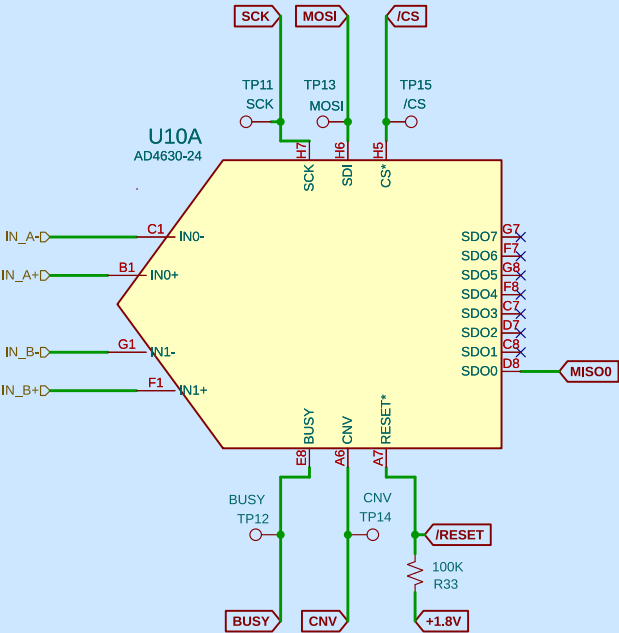 SCK MOSI /CS
TP11 TP13 TP15
SCK MOSI /CS
U10A
AD4630-24
H7 H6 H5
SCK SDI CS*
IN_A- C1 IN0-
IN_A+ B1 IN0+
IN_B- G1 IN1-
IN_B+ F1 IN1+
SDO7 G7
SDO6 F7
SDO5 G8
SDO4 F8
SDO3 C7
SDO2 D7
SDO1 C8
SDO0 D8 MISO0
BUSY CNV RESET*
E8 A6 A7
BUSY CNV
TP12 TP14
/RESET
100K
R33
BUSY CNV +1.8V